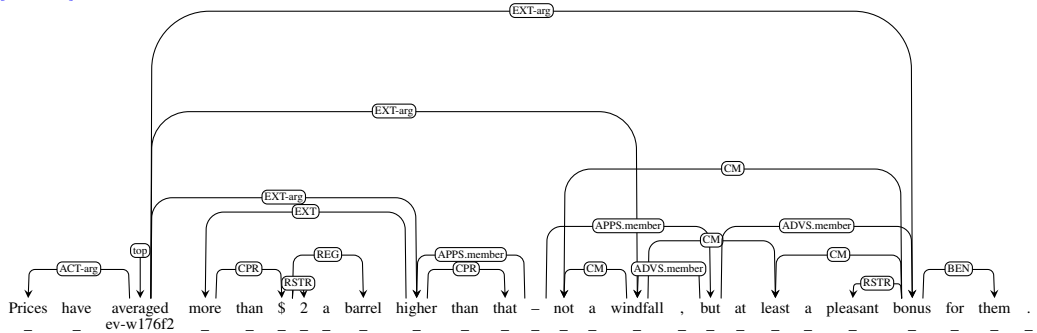 EXT-arg
EXT-arg
CM
EXT-arg
EXT
APPS.member ADVS.member
CM
top REG APPS.member CM
ACT-arg CPR CPR CM ADVS.member BEN
RSTR RSTR
Prices have averaged more than $ 2 a barrel higher than that – not a windfall , but at least a pleasant bonus for them .
_ _ ev-w176f2 _ _ _ _ _ _ _ _ _ _ _ _ _ _ _ _ _ _ _ _ _ _ _